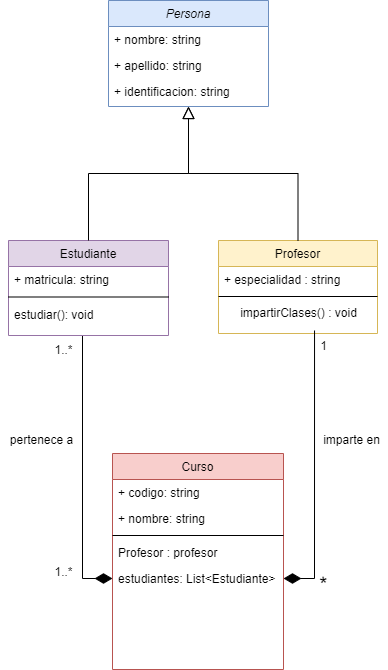 Persona
+ nombre: string
+ apellido: string
+ identificacion: string
Estudiante
+ matricula: string
estudiar(): void
Profesor
+ especialidad : string
impartirClases() : void
1..*
1
pertenece a
imparte en
Curso
+ codigo: string
+ nombre: string
Profesor : profesor
estudiantes: List<Estudiante>
1..*
*